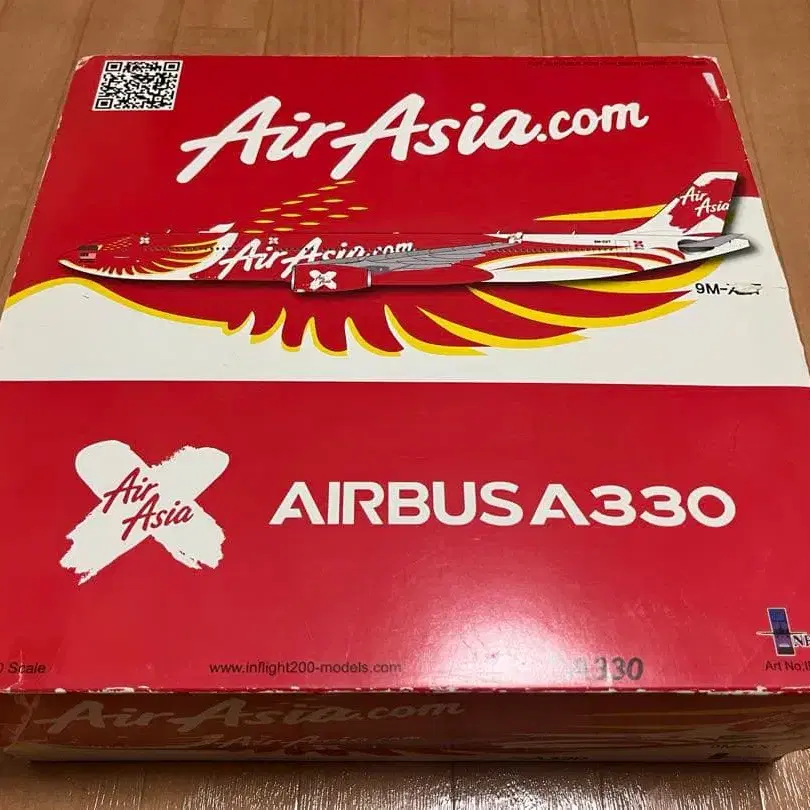 AirAsia.com
Air
Asia
AirAsia.com
9M-
Air
Asia
AIRBUS A330
Scale
www.inflight200-models.com
A330
Art No:
AirAsia.com